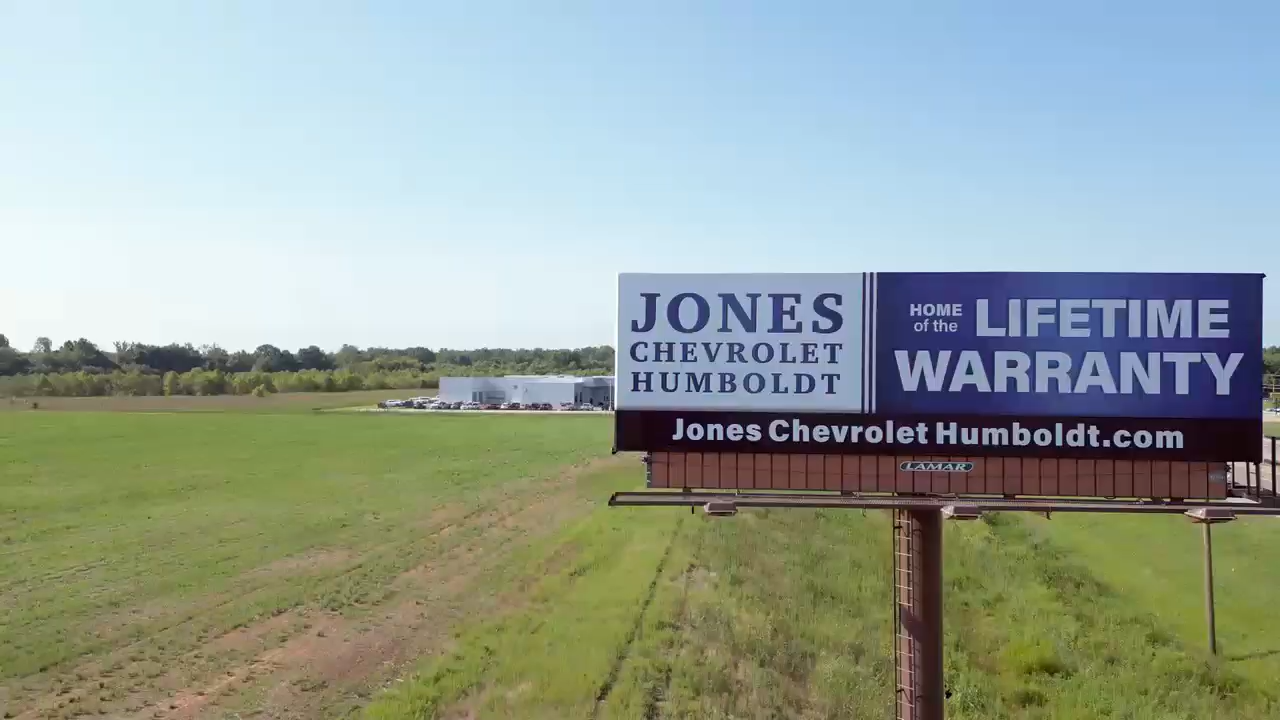 JONES
CHEVROLET
HUMBOLDT
HOME of the LIFETIME
WARRANTY
Jones Chevrolet Humboldt.com
LAMAR